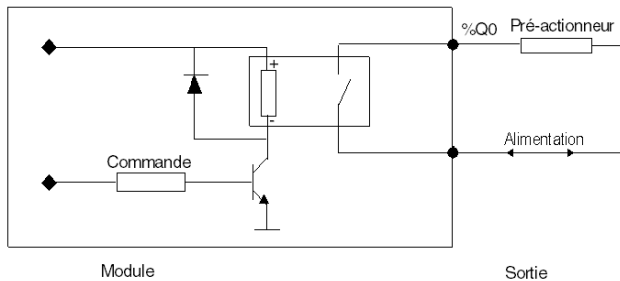 %Q0
Pré-actionneur
+
-
Alimentation
Commande
Module
Sortie